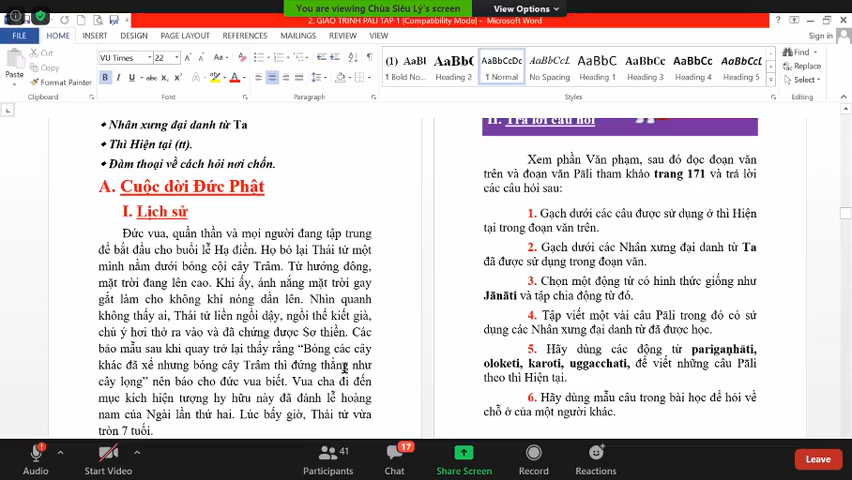 You are viewing Chùa Siêu Lý's screen
View Options
2. GIAO TRINH PALI TAP 1 [Compatibility Mode] - Microsoft Word
Sign in
FILE HOME INSERT DESIGN PAGE LAYOUT REFERENCES MAILINGS REVIEW VIEW
Paste
Cut
Copy
Format Painter
Clipboard
VU Times 22
Font
Paragraph
(1) AaBl AaBbC AaBbCcDc AaBbCcL AaBbC AaBbCc AaBbCc AaBbCcL
1 Bold No... Heading 2 1 Normal No Spacing Heading 1 Heading 3 Heading 4 Heading 5
Styles
Find
Replace
Select
Editing
• Nhân xưng đại danh từ Ta
• Thì Hiện tại (tt).
• Đàm thoại về cách hỏi nơi chốn.
A. Cuộc đời Đức Phật
I. Lịch sử
Đức vua, quần thần và mọi người đang tập trung
để bắt đầu cho buổi lễ Hạ điền. Họ bỏ lại Thái tử một
mình nằm dưới bóng cội cây Trâm. Từ hướng đông,
mặt trời đang lên cao. Khi ấy, ánh nắng mặt trời gay
gắt làm cho không khí nóng dần lên. Nhìn quanh
không thấy ai, Thái tử liền ngồi dậy, ngồi thế kiết già,
chú ý hơi thở ra vào và đã chứng được Sơ thiền. Các
bảo mẫu sau khi quay trở lại thấy rằng “Bóng các cây
khác đã xế nhưng bóng cây Trâm thì đứng thẳng như
cây lọng” nên báo cho đức vua biết. Vua cha đi đến
mục kích hiện tượng hy hữu này đã đảnh lễ hoàng
nam của Ngài lần thứ hai. Lúc bấy giờ, Thái tử vừa
tròn 7 tuổi.
II. Trả lời câu hỏi
Xem phần Văn phạm, sau đó đọc đoạn văn
trên và đoạn văn Pāli tham khảo trang 171 và trả lời
các câu hỏi sau:
1. Gạch dưới các câu được sử dụng ở thì Hiện
tại trong đoạn văn trên.
2. Gạch dưới các Nhân xưng đại danh từ Ta
đã được sử dụng trong đoạn văn.
3. Chọn một động từ có hình thức giống như
Jānāti và tập chia động từ đó.
4. Tập viết một vài câu Pāli trong đó có sử
dụng các Nhân xưng đại danh từ đã được học.
5. Hãy dùng các động từ parigaṇhāti,
oloketi, karoti, uggacchati, để viết những câu Pāli
theo thì Hiện tại.
6. Hãy dùng mẫu câu trong bài học để hỏi về
chỗ ở của một người khác.
Audio
Start Video
41
Participants
17
Chat
Share Screen
Record
Reactions
Leave